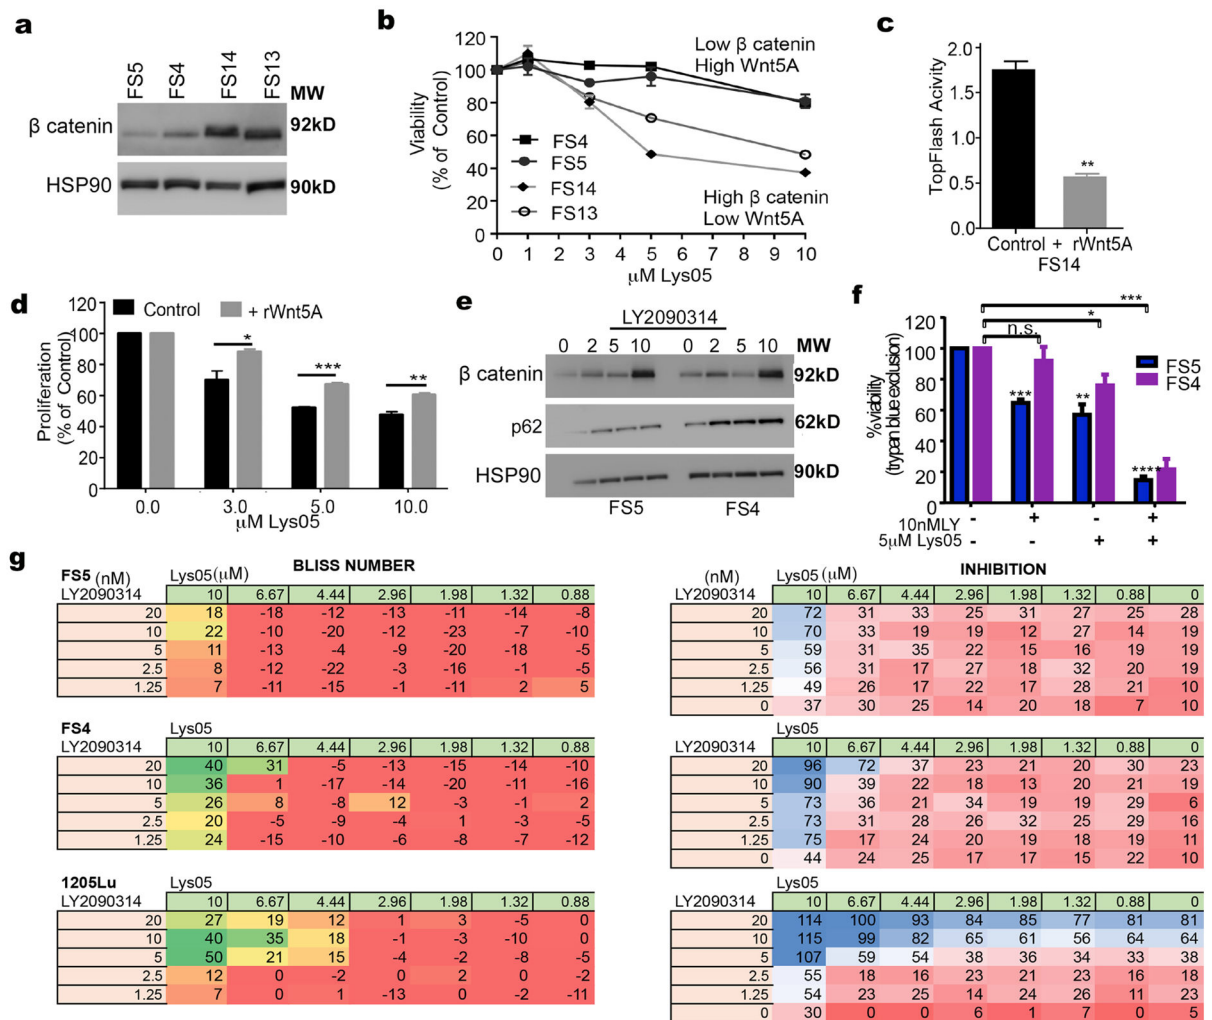 a
FS5
FS4
FS14
FS13
MW
β catenin
92kD
HSP90
90kD
b
120
100
80
60
40
20
0
Viability
(% of Control)
Low β catenin
High Wnt5A
FS4
FS5
FS14
FS13
High β catenin
Low Wnt5A
0 1 2 3 4 5 6 7 8 9 10
μM Lys05
c
2.0
1.5
1.0
0.5
0.0
TopFlash Acivity
**
Control + rWnt5A
FS14
d
Control + rWnt5A
120
100
80
60
40
20
0
Proliferation
(% of Control)
* *** **
0.0 3.0 5.0 10.0
μM Lys05
e
LY2090314
0 2 5 10 0 2 5 10 MW
β catenin
92kD
p62
62kD
HSP90
90kD
FS5 FS4
f
120
100
80
60
40
20
0
%viability
(trypan blue exclusion)
***
*
n.s.
FS5
FS4
***
**
****
10nMLY - + - +
5μM Lys05 - - + +
g
FS5 (nM) Lys05(μM) BLISS NUMBER
LY2090314 10 6.67 4.44 2.96 1.98 1.32 0.88
20 18 -18 -12 -13 -11 -14 -8
10 22 -10 -20 -12 -23 -7 -10
5 11 -13 -4 -9 -20 -18 -5
2.5 8 -12 -22 -3 -16 -1 -5
1.25 7 -11 -15 -1 -11 2 5
(nM) Lys05 (μM) INHIBITION
LY2090314 10 6.67 4.44 2.96 1.98 1.32 0.88 0
20 72 31 33 25 31 27 25 28
10 70 33 19 19 12 27 14 19
5 59 31 35 22 15 16 19 19
2.5 56 31 17 27 18 32 20 19
1.25 49 26 17 22 17 28 21 10
0 37 30 25 14 20 18 7 10
FS4 Lys05
LY2090314 10 6.67 4.44 2.96 1.98 1.32 0.88
20 40 31 -5 -13 -15 -14 -10
10 36 1 -17 -14 -20 -11 -16
5 26 8 -8 12 -3 -1 2
2.5 20 -5 -9 -4 1 -3 -5
1.25 24 -15 -10 -6 -8 -7 -12
Lys05
LY2090314 10 6.67 4.44 2.96 1.98 1.32 0.88 0
20 96 72 37 23 21 20 30 23
10 90 39 22 18 13 20 21 19
5 73 36 21 34 19 19 29 6
2.5 73 31 28 26 32 25 29 16
1.25 75 17 24 20 19 18 19 11
0 44 24 25 17 17 15 22 10
1205Lu Lys05
LY2090314 10 6.67 4.44 2.96 1.98 1.32 0.88
20 27 19 12 1 3 -5 0
10 40 35 18 -1 -3 -10 0
5 50 21 15 -4 -2 -8 -5
2.5 12 0 -2 0 2 0 -2
1.25 7 0 1 -13 0 -2 -11
Lys05
LY2090314 10 6.67 4.44 2.96 1.98 1.32 0.88 0
20 114 100 93 84 85 77 81 81
10 115 99 82 65 61 56 64 64
5 107 59 54 38 36 34 33 38
2.5 55 18 16 23 21 23 16 18
1.25 54 23 25 14 24 26 11 23
0 30 0 0 6 1 7 0 5